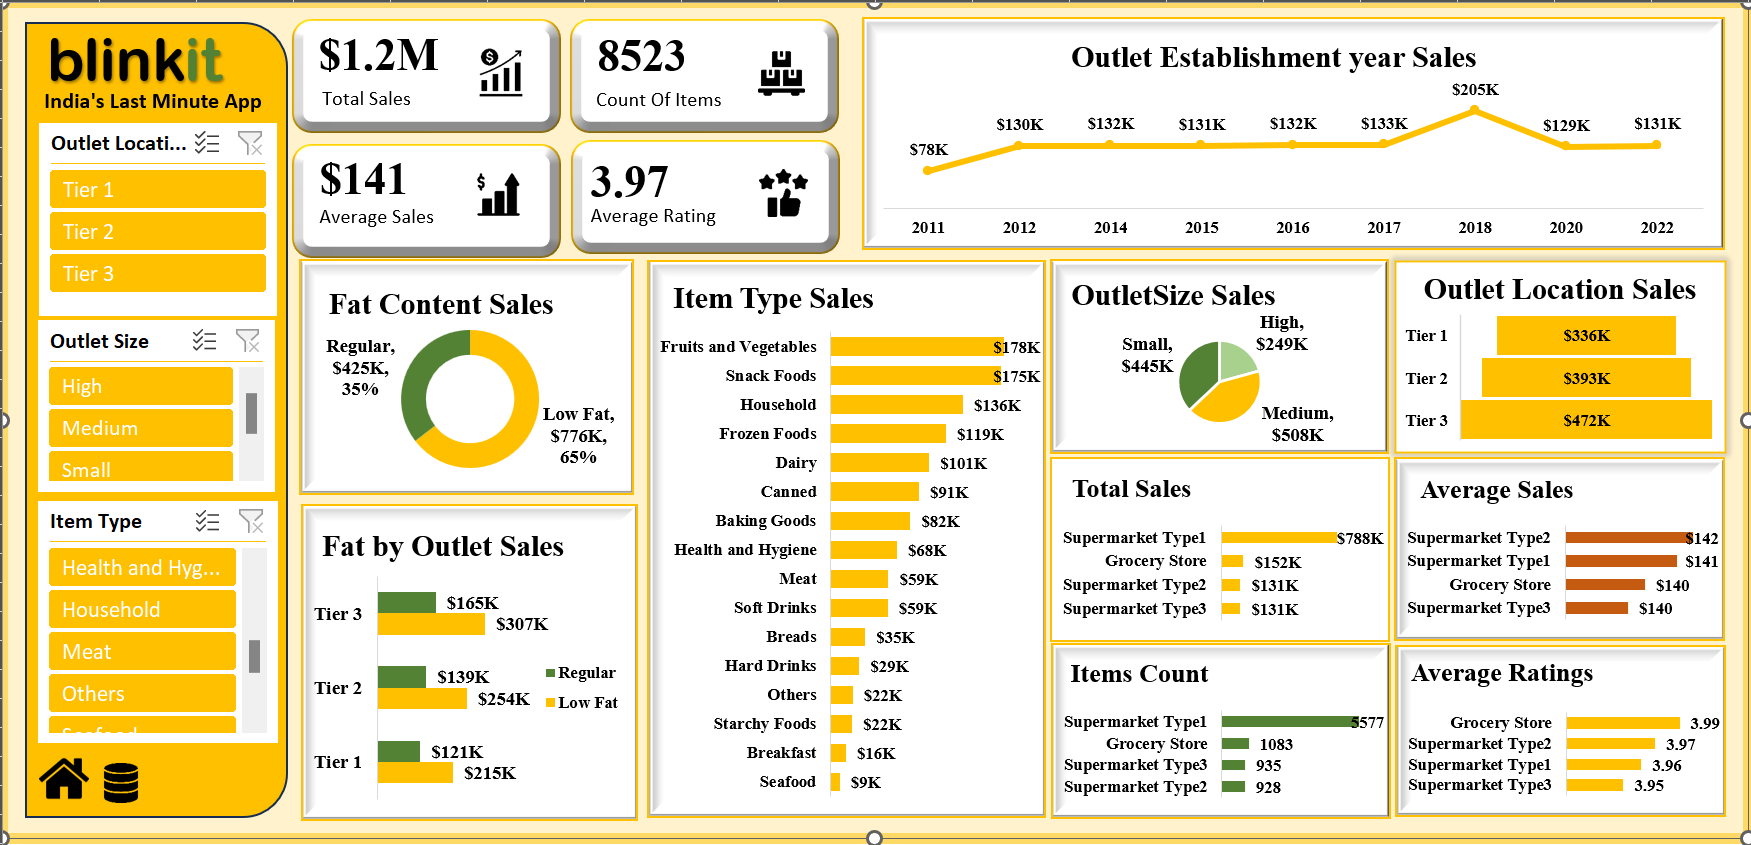 blinkit
India's Last Minute App
Outlet Locati...
Tier 1
Tier 2
Tier 3
Outlet Size
High
Medium
Small
Item Type
Health and Hyg...
Household
Meat
Others
Seafood
$1.2M
Total Sales
8523
Count Of Items
$141
Average Sales
3.97
Average Rating
Outlet Establishment year Sales
$78K $130K $132K $131K $132K $133K $205K $129K $131K
2011 2012 2014 2015 2016 2017 2018 2020 2022
Fat Content Sales
Regular,
$425K,
35%
Low Fat,
$776K,
65%
Fat by Outlet Sales
Tier 3 $165K
$307K
Tier 2 $139K
$254K
Tier 1 $121K
$215K
Regular
Low Fat
Item Type Sales
Fruits and Vegetables $178K
Snack Foods $175K
Household $136K
Frozen Foods $119K
Dairy $101K
Canned $91K
Baking Goods $82K
Health and Hygiene $68K
Meat $59K
Soft Drinks $59K
Breads $35K
Hard Drinks $29K
Others $22K
Starchy Foods $22K
Breakfast $16K
Seafood $9K
OutletSize Sales
High,
$249K
Small,
$445K
Medium,
$508K
Outlet Location Sales
Tier 1 $336K
Tier 2 $393K
Tier 3 $472K
Total Sales
Supermarket Type1 $788K
Grocery Store $152K
Supermarket Type2 $131K
Supermarket Type3 $131K
Average Sales
Supermarket Type2 $142
Supermarket Type1 $141
Grocery Store $140
Supermarket Type3 $140
Items Count
Supermarket Type1 5577
Grocery Store 1083
Supermarket Type3 935
Supermarket Type2 928
Average Ratings
Grocery Store 3.99
Supermarket Type2 3.97
Supermarket Type1 3.96
Supermarket Type3 3.95